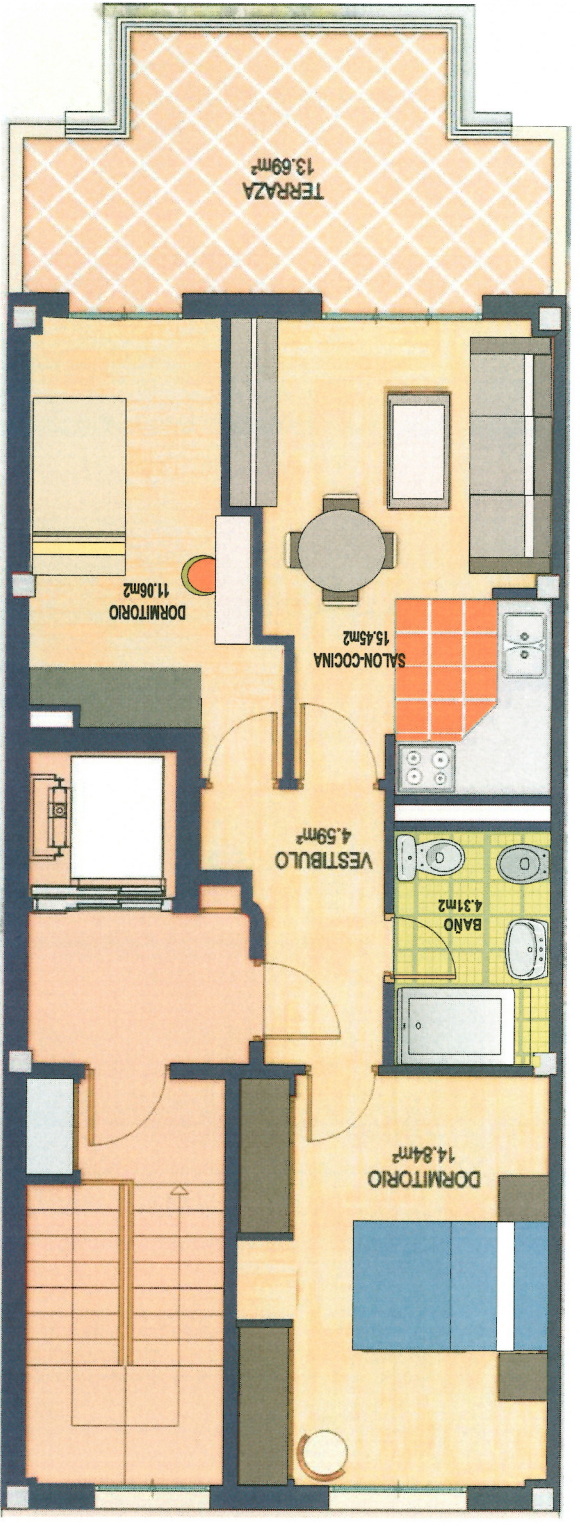 DORMITORIO
14.84m²
BAÑO
4.31m2
VESTIBULO
4.59m²
SALON-COCINA
15.45m2
DORMITORIO
11.06m2
TERRAZA
13.69m²